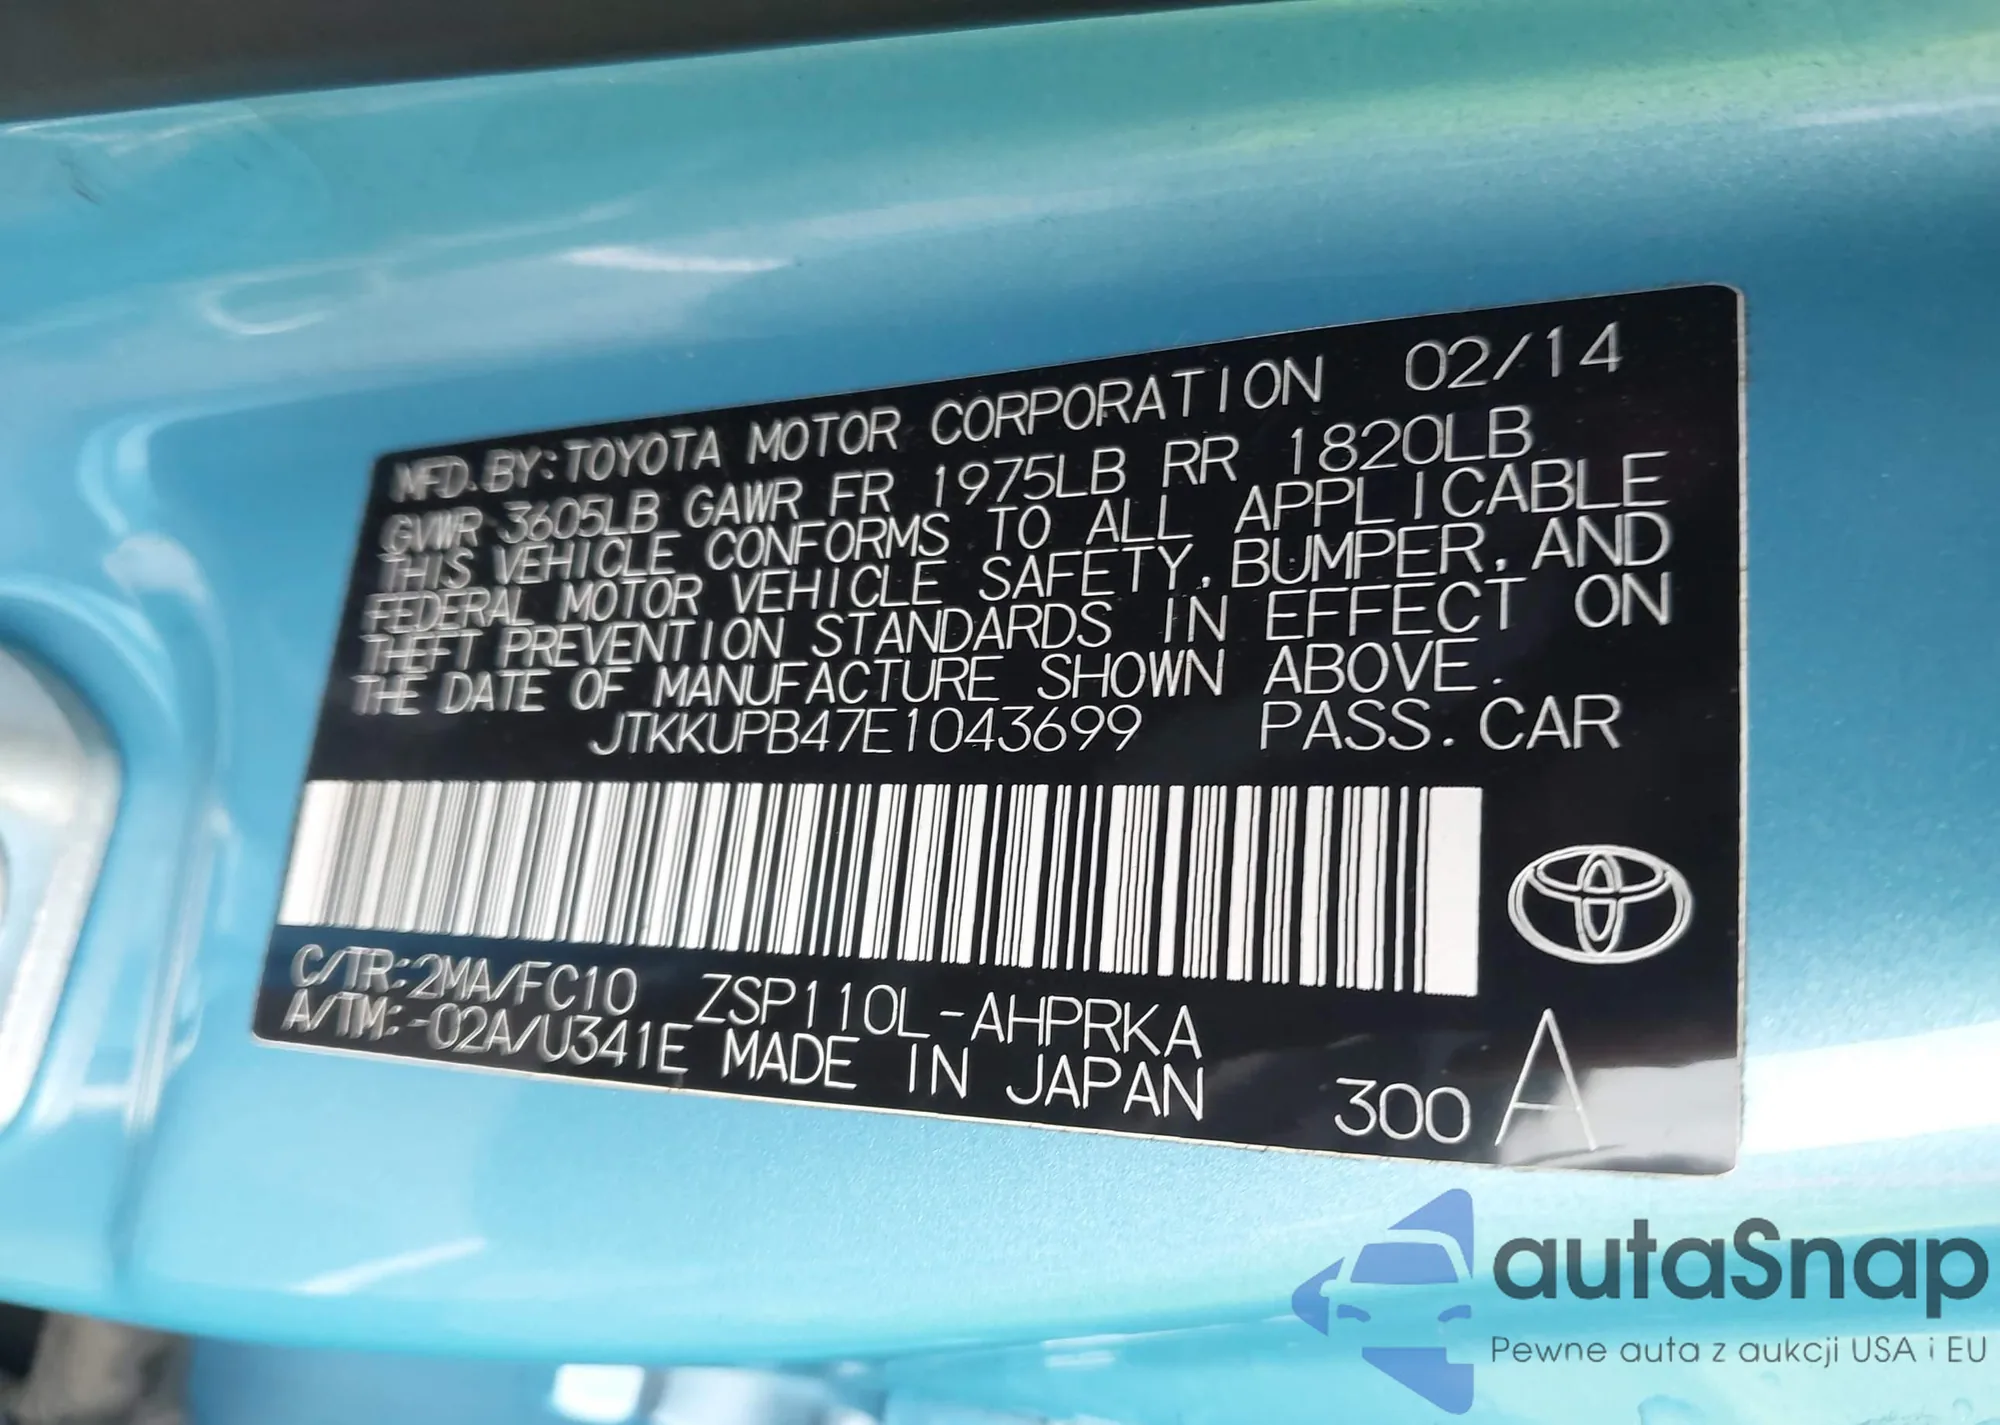 MFD. BY: TOYOTA MOTOR CORPORATION 02/14
GVWR 3605LB GAWR FR 1975LB RR 1820LB
THIS VEHICLE CONFORMS TO ALL APPLICABLE
FEDERAL MOTOR VEHICLE SAFETY, BUMPER, AND
THEFT PREVENTION STANDARDS IN EFFECT ON
THE DATE OF MANUFACTURE SHOWN ABOVE.
JTKKUPB47E1043699 PASS. CAR
C/TR:2MA/FC10 ZSP110L-AHPRKA
A/TM:-02A/U341E MADE IN JAPAN 300 A
autaSnap
Pewne auta z aukcji USA i EU